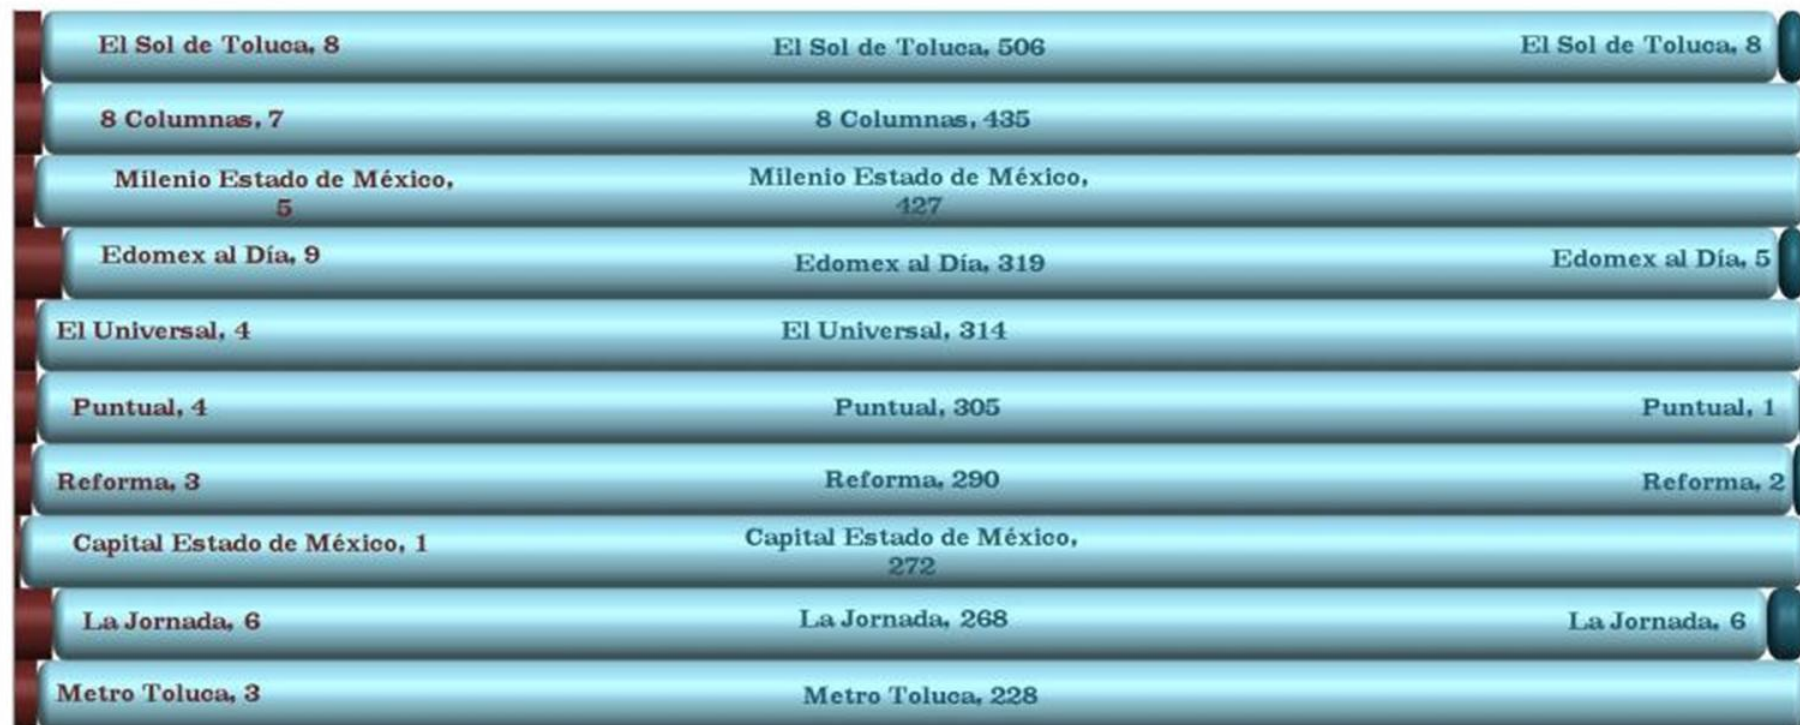 El Sol de Toluca, 8 El Sol de Toluca, 506 El Sol de Toluca, 8
8 Columnas, 7 8 Columnas, 435
Milenio Estado de México, Milenio Estado de México,
5 427
Edomex al Día, 9 Edomex al Día, 319 Edomex al Día, 5
El Universal, 4 El Universal, 314
Puntual, 4 Puntual, 305 Puntual, 1
Reforma, 3 Reforma, 290 Reforma, 2
Capital Estado de México, 1 Capital Estado de México,
272
La Jornada, 6 La Jornada, 268 La Jornada, 6
Metro Toluca, 3 Metro Toluca, 228